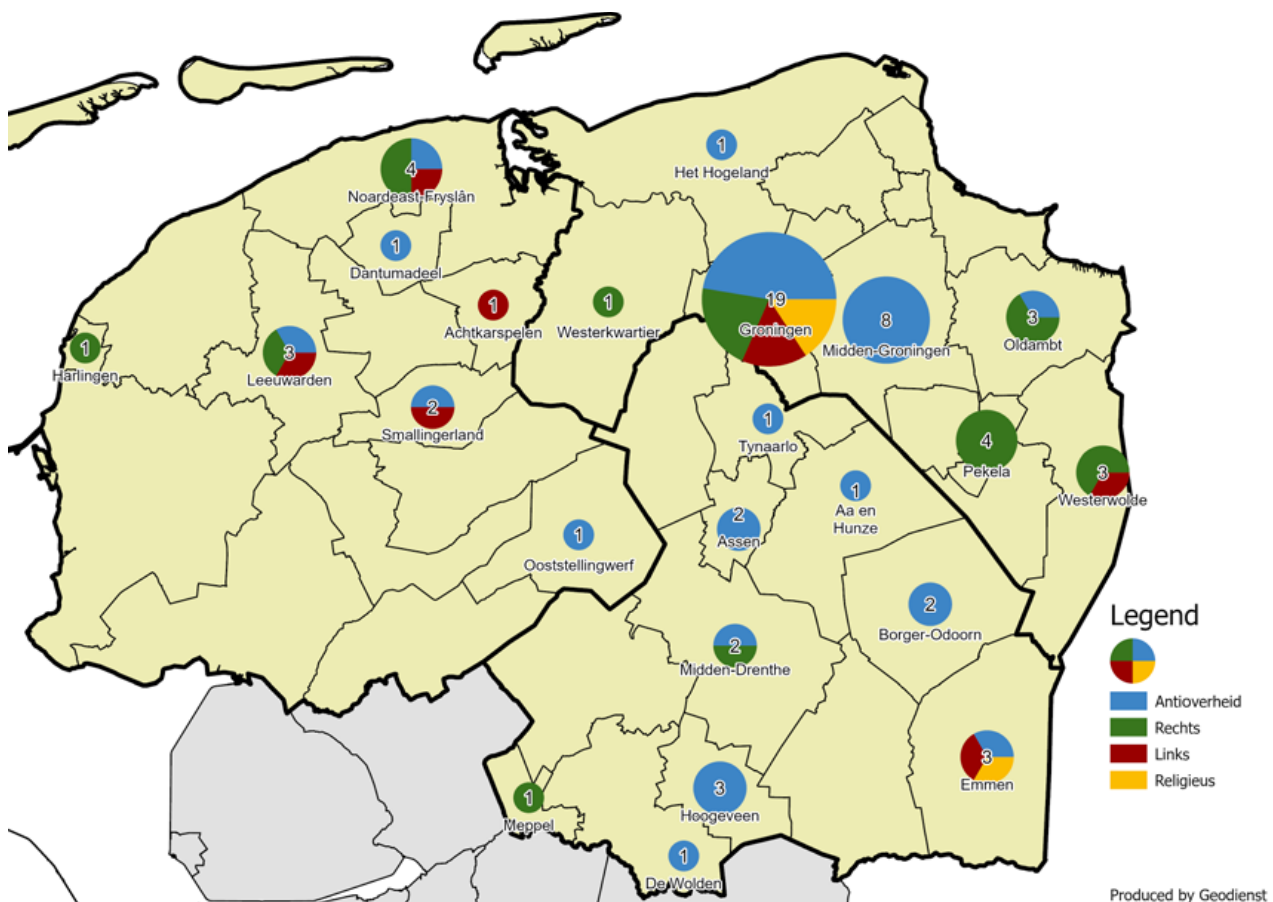 1
Het Hogeland
4
Noardeast-Fryslân
1
Dantumadeel
1
Achtkarspelen
1
Westerkwartier
19
Groningen
8
Midden-Groningen
3
Oldambt
1
Harlingen
3
Leeuwarden
2
Smallingerland
1
Tynaarlo
4
Pekela
3
Westerwolde
1
Aa en
Hunze
2
Assen
1
Ooststellingwerf
2
Borger-Odoorn
2
Midden-Drenthe
3
Emmen
3
Hoogeveen
1
Meppel
1
De Wolden
Legend
Antioverheid
Rechts
Links
Religieus
Produced by Geodienst